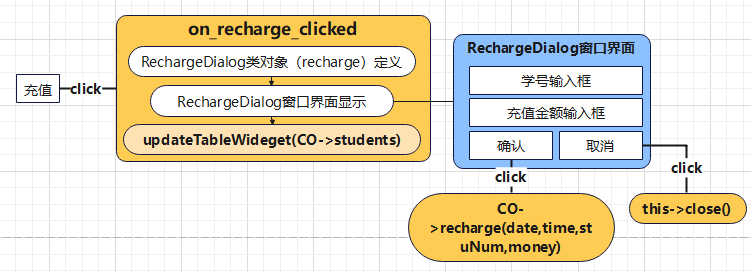 on_recharge_clicked
RechargeDialog类对象（recharge）定义
充值
click
RechargeDialog窗口界面显示
updateTableWideget(CO->students)
RechargeDialog窗口界面
学号输入框
充值金额输入框
确认
取消
click
click
CO-
>recharge(date,time,st
uNum,money)
this->close()